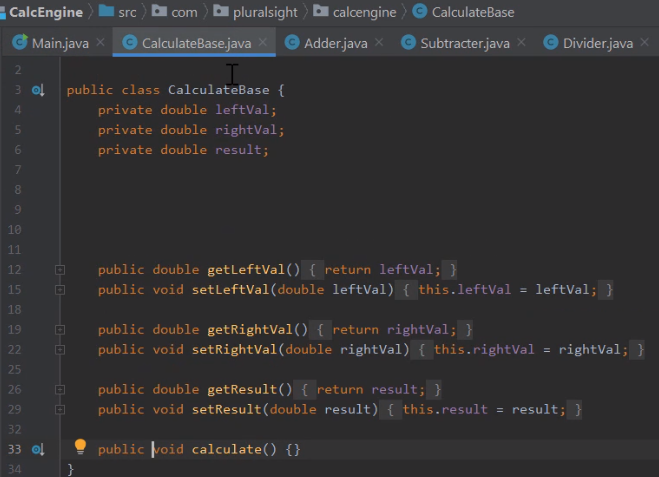 CalcEngine src com pluralsight calcengine CalculateBase
Main.java × CalculateBase.java × Adder.java × Subtracter.java × Divider.java ×
2
3 public class CalculateBase {
4 private double leftVal;
5 private double rightVal;
6 private double result;
7
8
9
10
11
12 public double getLeftVal() { return leftVal; }
15 public void setLeftVal(double leftVal) { this.leftVal = leftVal; }
18
19 public double getRightVal() { return rightVal; }
22 public void setRightVal(double rightVal) { this.rightVal = rightVal; }
25
26 public double getResult() { return result; }
29 public void setResult(double result) { this.result = result; }
32
33 public void calculate() {}
34 }